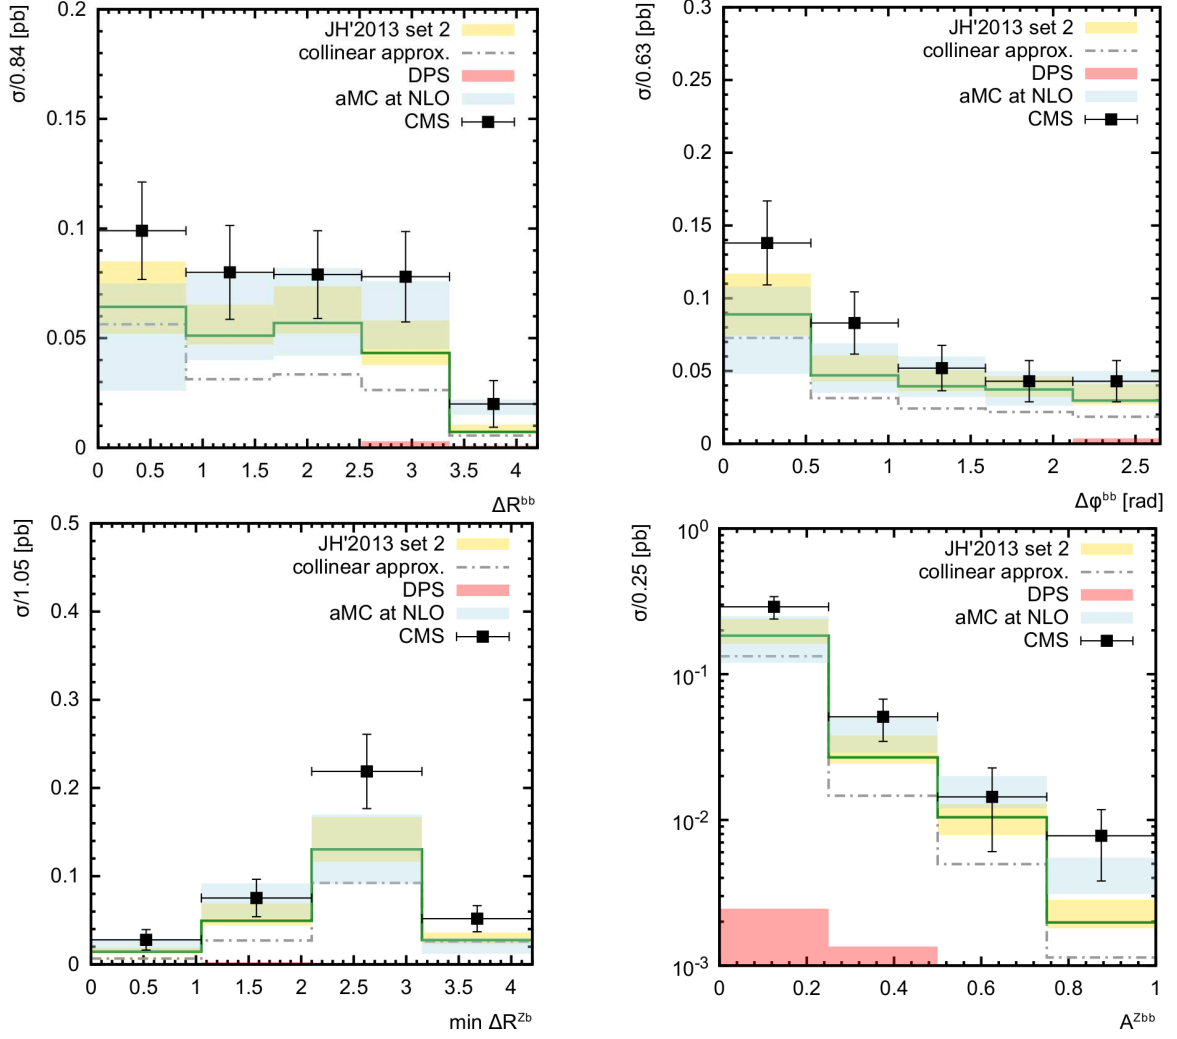 σ/0.84 [pb]
0.2
0.15
0.1
0.05
0
JH'2013 set 2
collinear approx.
DPS
aMC at NLO
CMS
0 0.5 1 1.5 2 2.5 3 3.5 4
ΔR^bb
σ/0.63 [pb]
0.3
0.25
0.2
0.15
0.1
0.05
0
JH'2013 set 2
collinear approx.
DPS
aMC at NLO
CMS
0 0.5 1 1.5 2 2.5
Δφ^bb [rad]
σ/1.05 [pb]
0.5
0.4
0.3
0.2
0.1
0
JH'2013 set 2
collinear approx.
DPS
aMC at NLO
CMS
0 0.5 1 1.5 2 2.5 3 3.5 4
min ΔR^Zb
σ/0.25 [pb]
10^0
10^-1
10^-2
10^-3
JH'2013 set 2
collinear approx.
DPS
aMC at NLO
CMS
0 0.2 0.4 0.6 0.8 1
A^Zbb